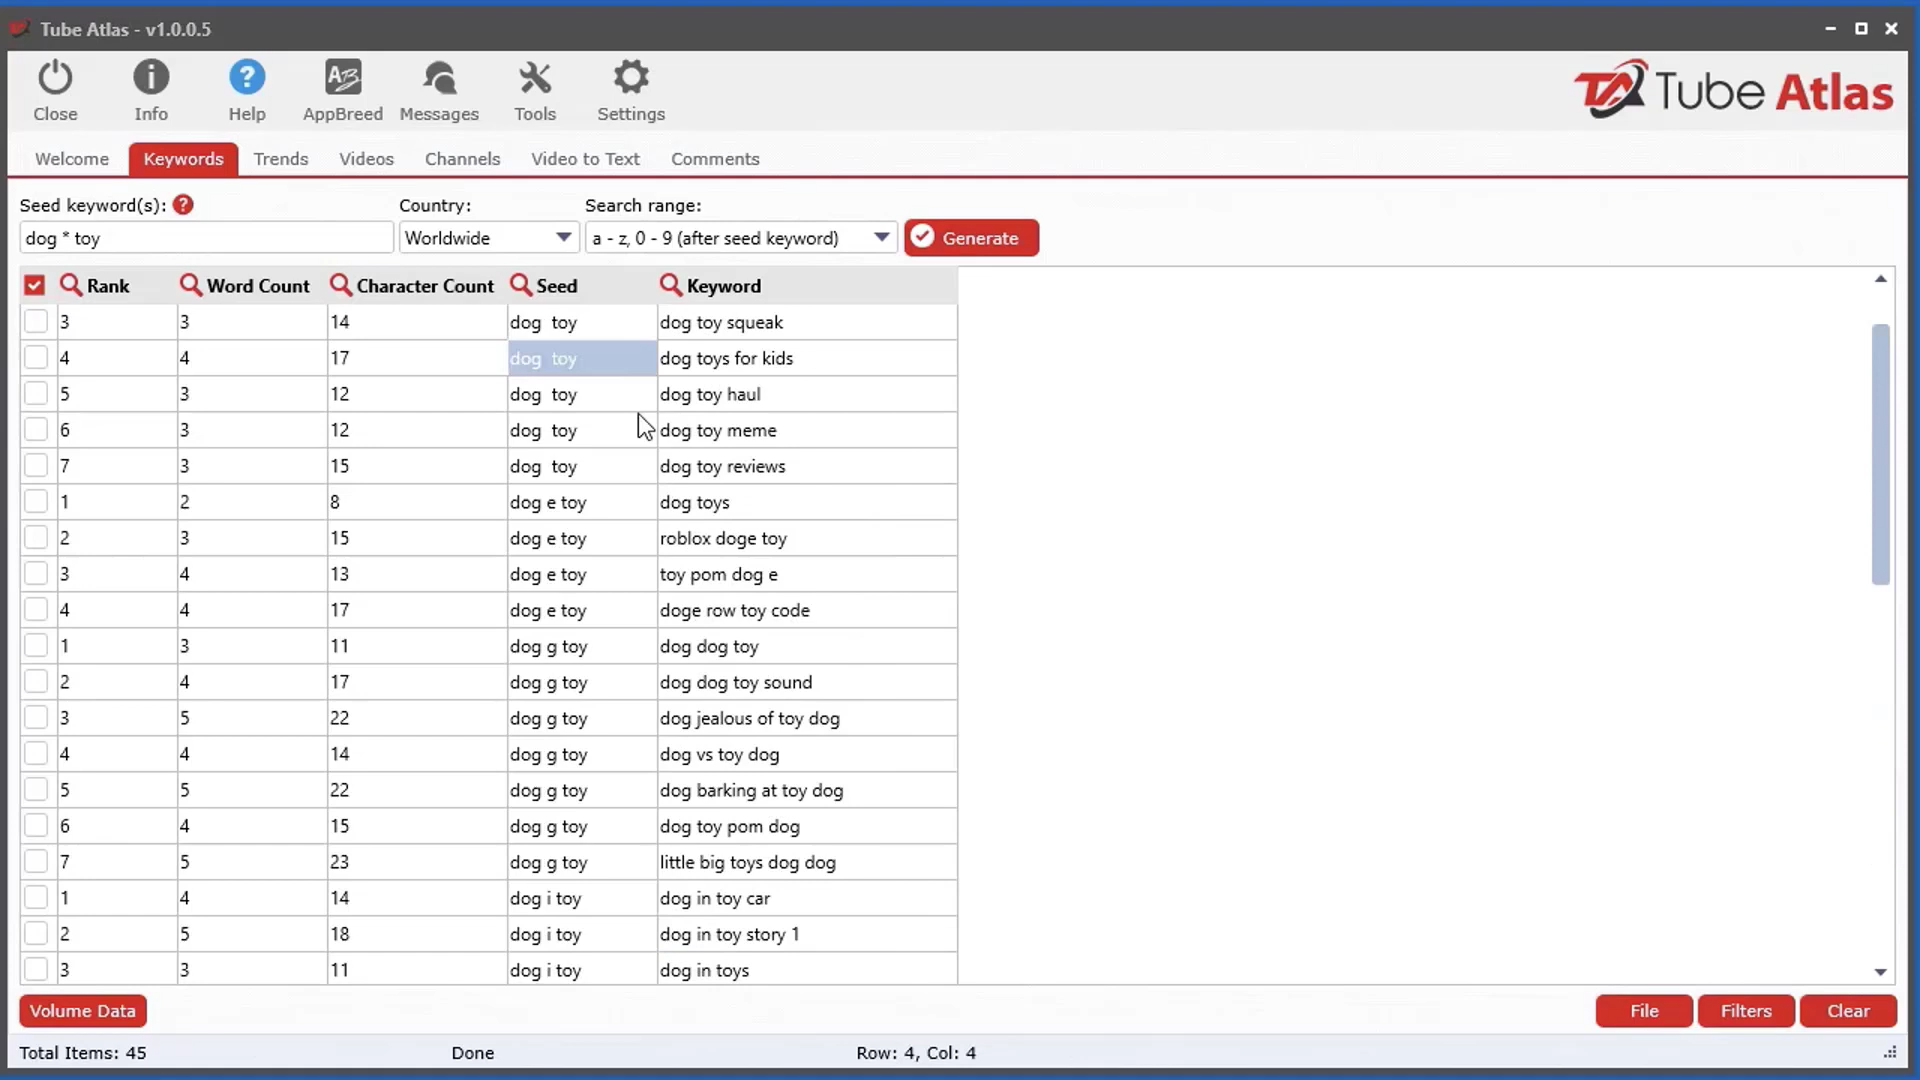 Tube Atlas - v1.0.0.5
Close Info Help AppBreed Messages Tools Settings
Tube Atlas
Welcome Keywords Trends Videos Channels Video to Text Comments
Seed keyword(s): Country: Search range:
dog * toy Worldwide a - z, 0 - 9 (after seed keyword) Generate
Rank Word Count Character Count Seed Keyword
3 3 14 dog  toy dog toy squeak
4 4 17 dog  toy dog toys for kids
5 3 12 dog  toy dog toy haul
6 3 12 dog  toy dog toy meme
7 3 15 dog  toy dog toy reviews
1 2 8 dog e toy dog toys
2 3 15 dog e toy roblox doge toy
3 4 13 dog e toy toy pom dog e
4 4 17 dog e toy doge row toy code
1 3 11 dog g toy dog dog toy
2 4 17 dog g toy dog dog toy sound
3 5 22 dog g toy dog jealous of toy dog
4 4 14 dog g toy dog vs toy dog
5 5 22 dog g toy dog barking at toy dog
6 4 15 dog g toy dog toy pom dog
7 5 23 dog g toy little big toys dog dog
1 4 14 dog i toy dog in toy car
2 5 18 dog i toy dog in toy story 1
3 3 11 dog i toy dog in toys
Volume Data File Filters Clear
Total Items: 45 Done Row: 4, Col: 4